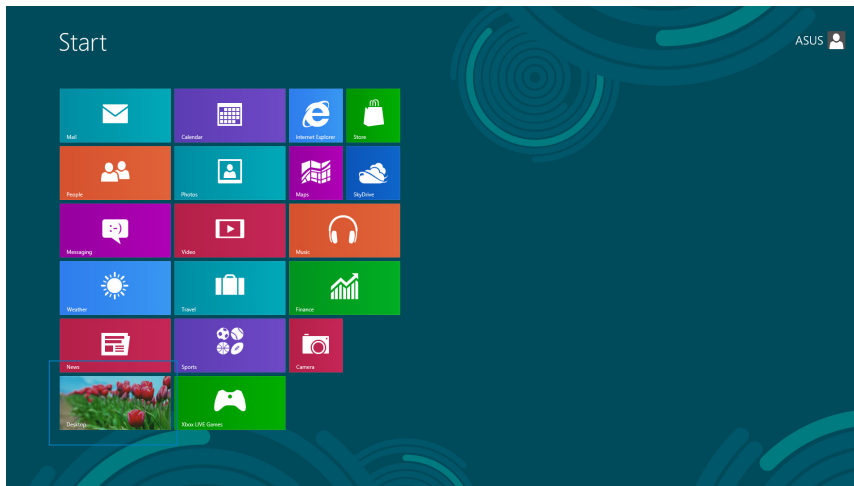 Start
ASUS
Mail
Calendar
Internet Explorer
Store
People
Photos
Maps
SkyDrive
Messaging
:-)
Video
Music
Weather
Travel
Finance
News
Sports
Camera
Desktop
Xbox LIVE Games